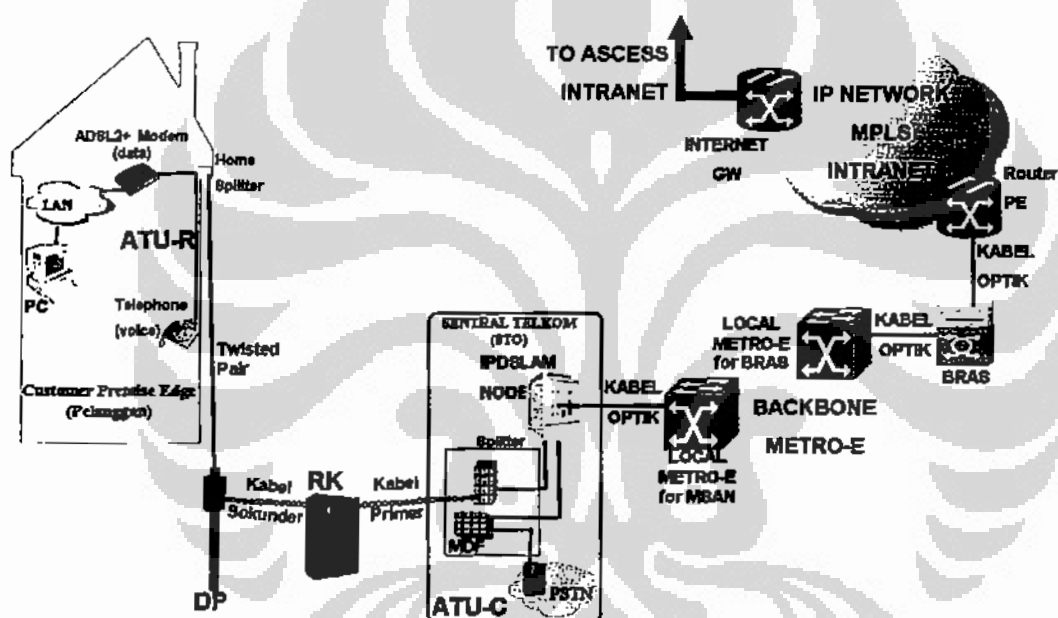 ADSL2+ Modem
(data)
Home
Splitter
LAN
ATU-R
PC
Telephone
(voice)
Twisted
Pair
Customer Premise Edge
(Pelanggan)
DP
Kabel
Sekunder
RK
Kabel
Primer
SENTRAL TELKOM
(STO)
IPDSLAM
NODE
Splitter
MDF
PSTN
ATU-C
KABEL
OPTIK
LOCAL
METRO-E
for MBAN
BACKBONE
METRO-E
LOCAL
METRO-E
for BRAS
KABEL
OPTIK
BRAS
KABEL
OPTIK
Router
PE
IP NETWORK
MPLS
INTRANET
INTERNET
GW
TO ASCESS
INTRANET